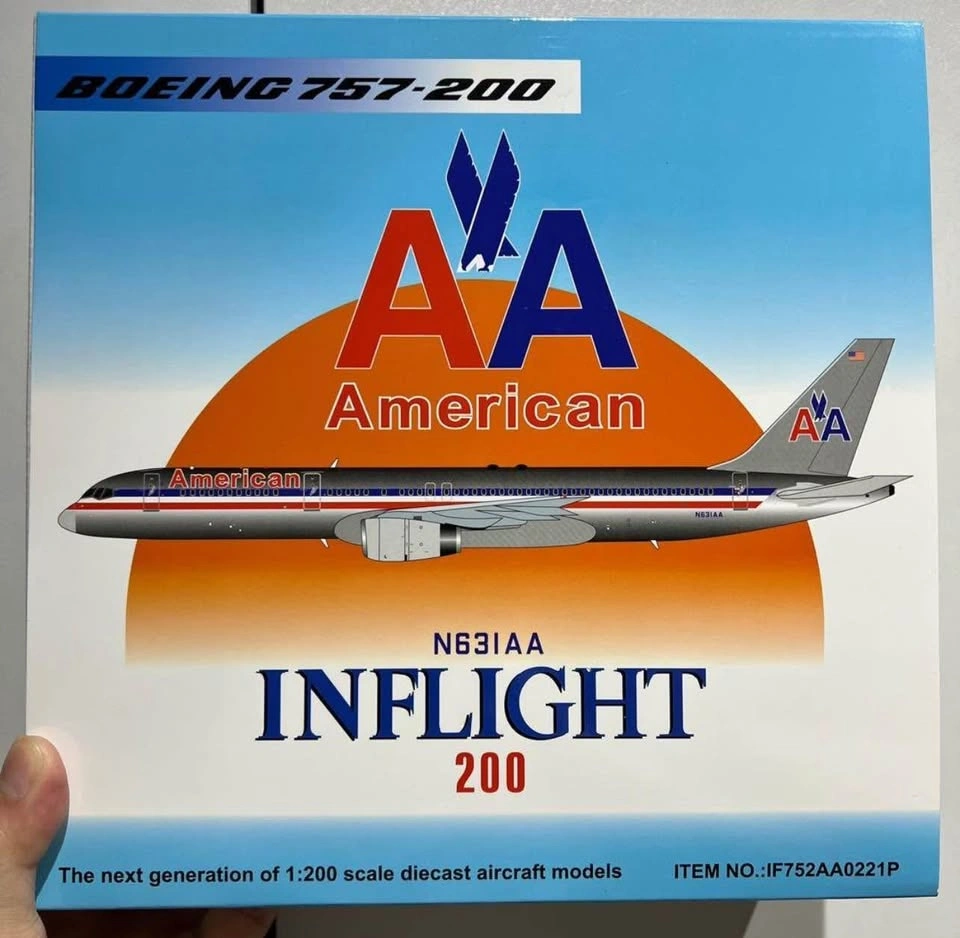 BOEING 757-200
AA
American
AA
American
N631AA
N631AA
INFLIGHT
200
The next generation of 1:200 scale diecast aircraft models
ITEM NO.:IF752AA0221P